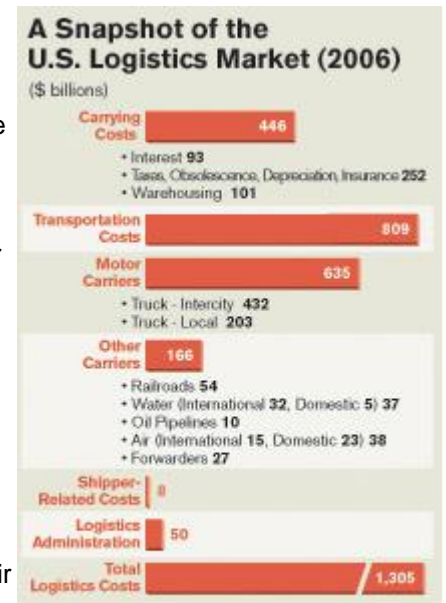 A Snapshot of the
U.S. Logistics Market (2006)
($ billions)
e
Carrying
Costs
446
• Interest 93
• Taxes, Obsolescence, Depreciation, Insurance 252
• Warehousing 101
Transportation
Costs
809
Motor
Carriers
635
• Truck - Intercity 432
• Truck - Local 203
Other
Carriers
166
• Railroads 54
• Water (International 32, Domestic 5) 37
• Oil Pipelines 10
• Air (International 15, Domestic 23) 38
• Forwarders 27
Shipper-
Related Costs
8
Logistics
Administration
50
ir
Total
Logistics Costs
1,305